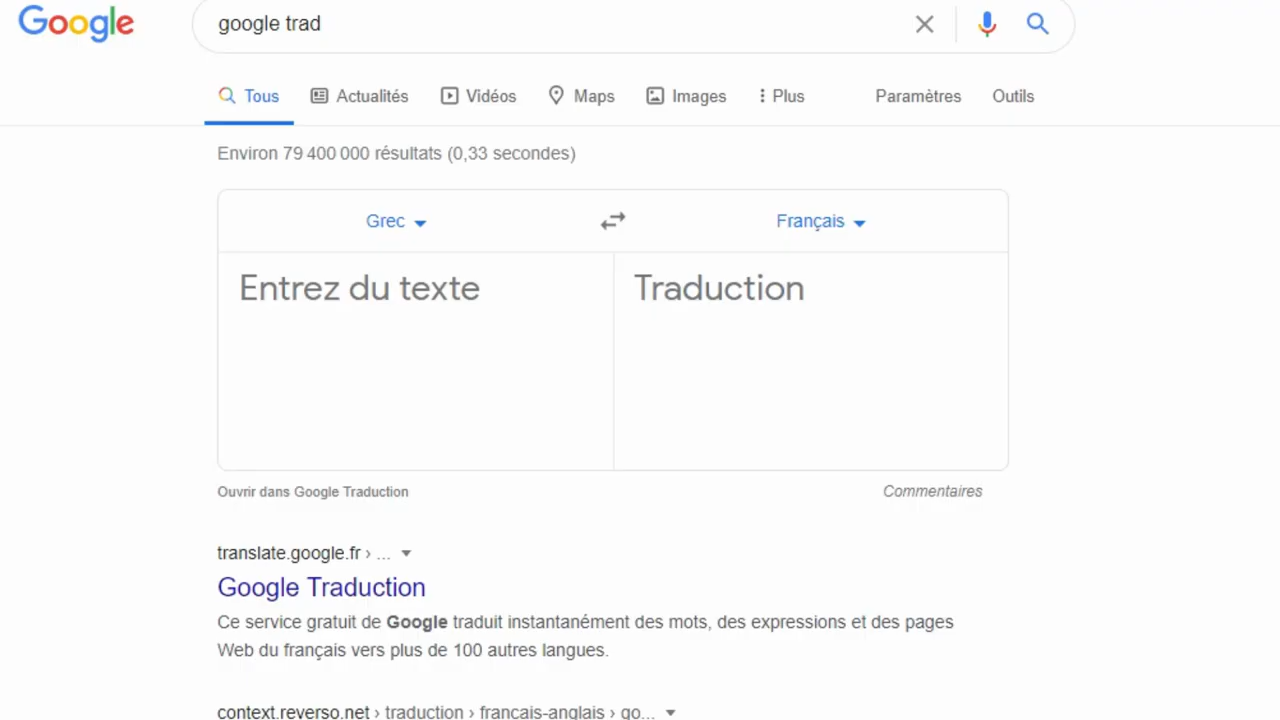 Google
google trad
Tous Actualités Vidéos Maps Images Plus Paramètres Outils
Environ 79 400 000 résultats (0,33 secondes)
Grec Français
Entrez du texte Traduction
Ouvrir dans Google Traduction Commentaires
translate.google.fr › ...
Google Traduction
Ce service gratuit de Google traduit instantanément des mots, des expressions et des pages
Web du français vers plus de 100 autres langues.
context.reverso.net › traduction › francais-anglais › go...